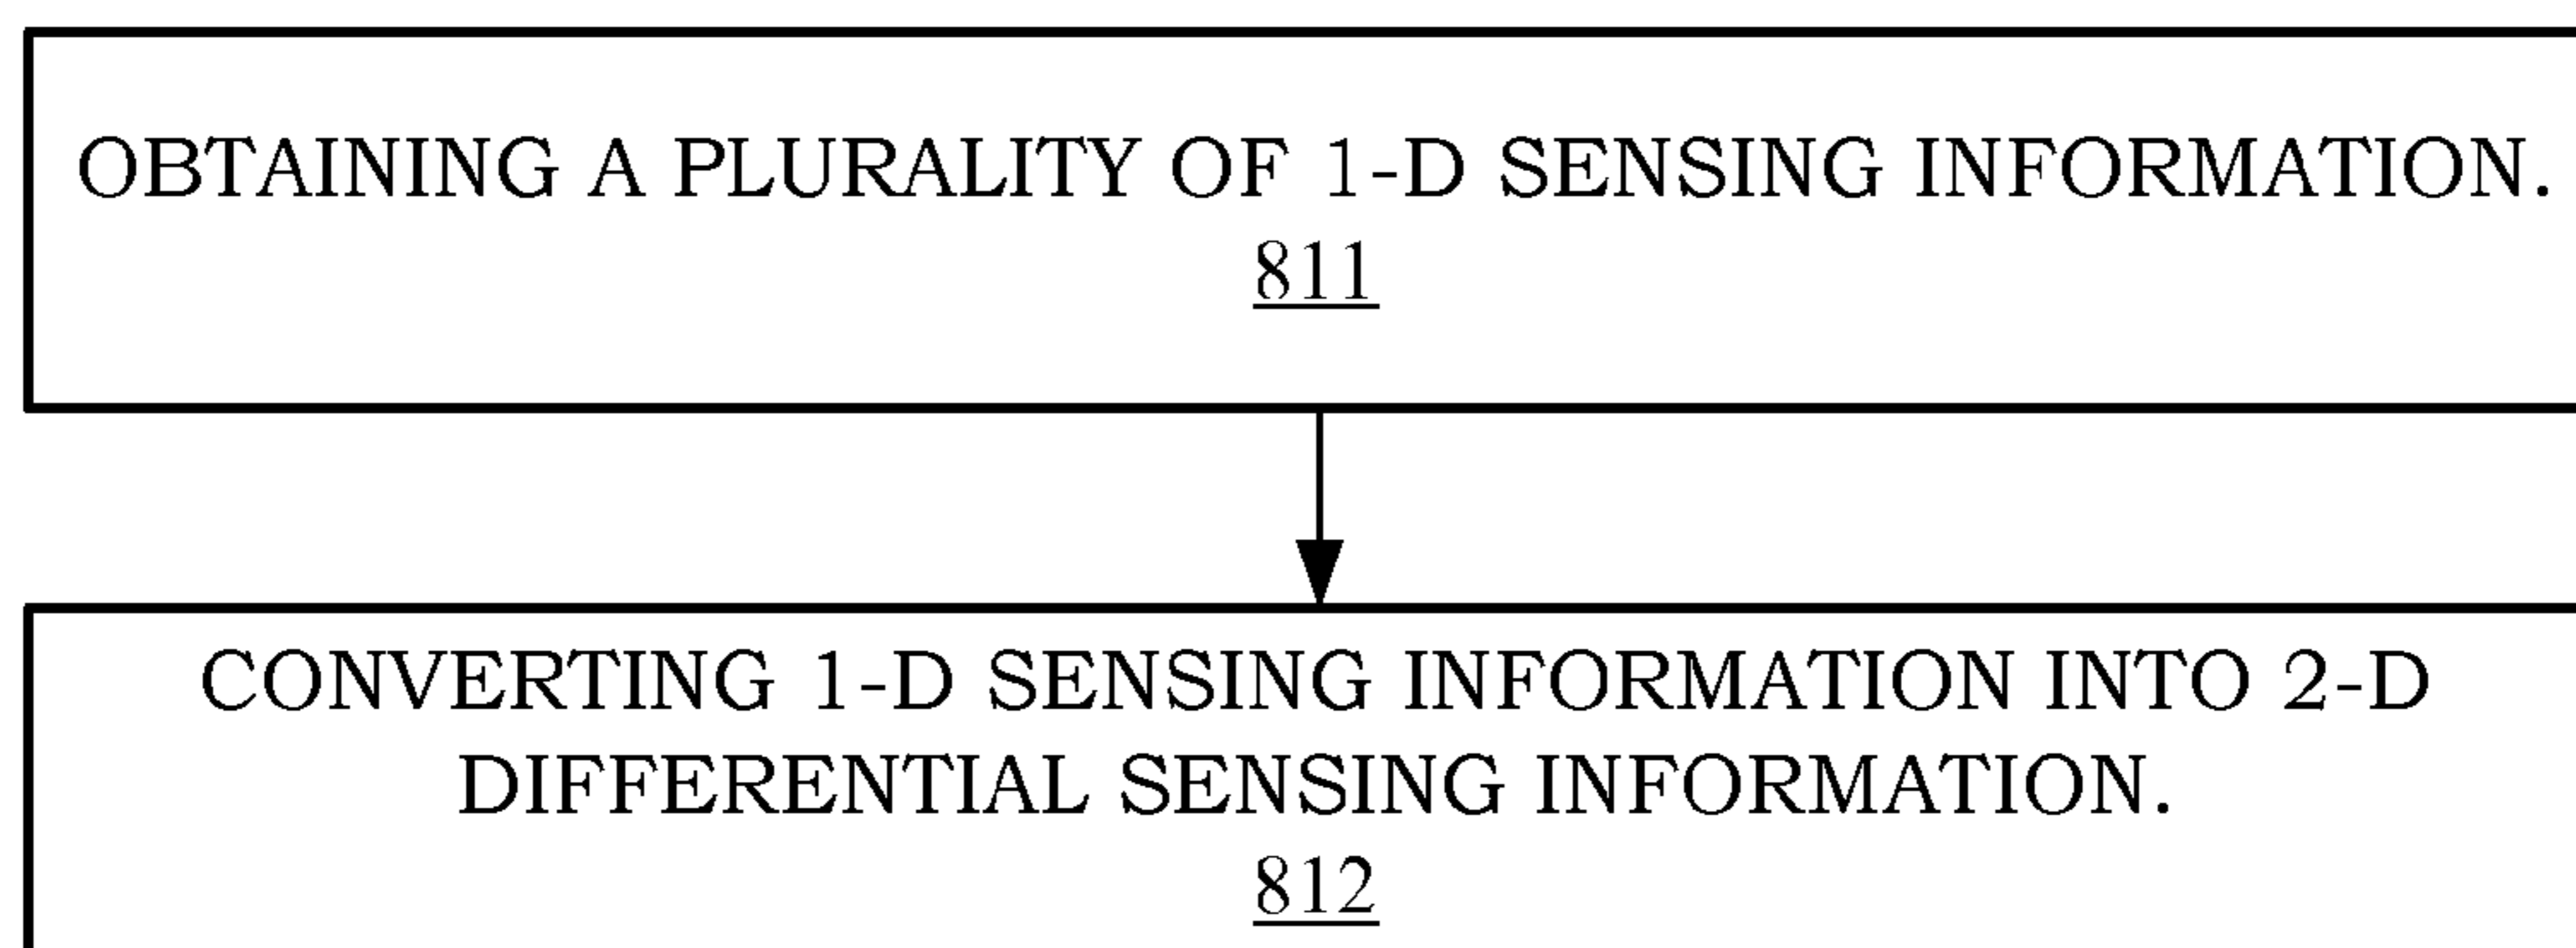 OBTAINING A PLURALITY OF 1-D SENSING INFORMATION.
811
CONVERTING 1-D SENSING INFORMATION INTO 2-D
DIFFERENTIAL SENSING INFORMATION.
812